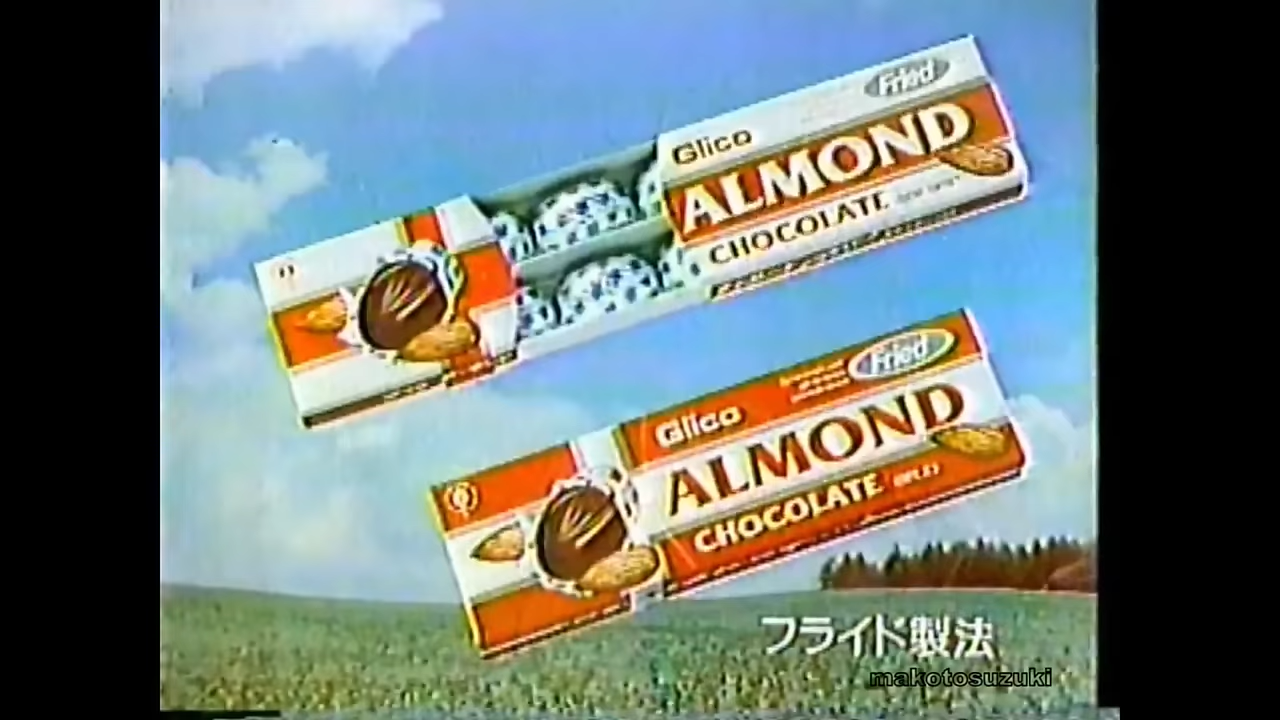 Fried
Glico
ALMOND
CHOCOLATE
Fried
Glico
ALMOND
CHOCOLATE
フライド製法
makotosuzuki